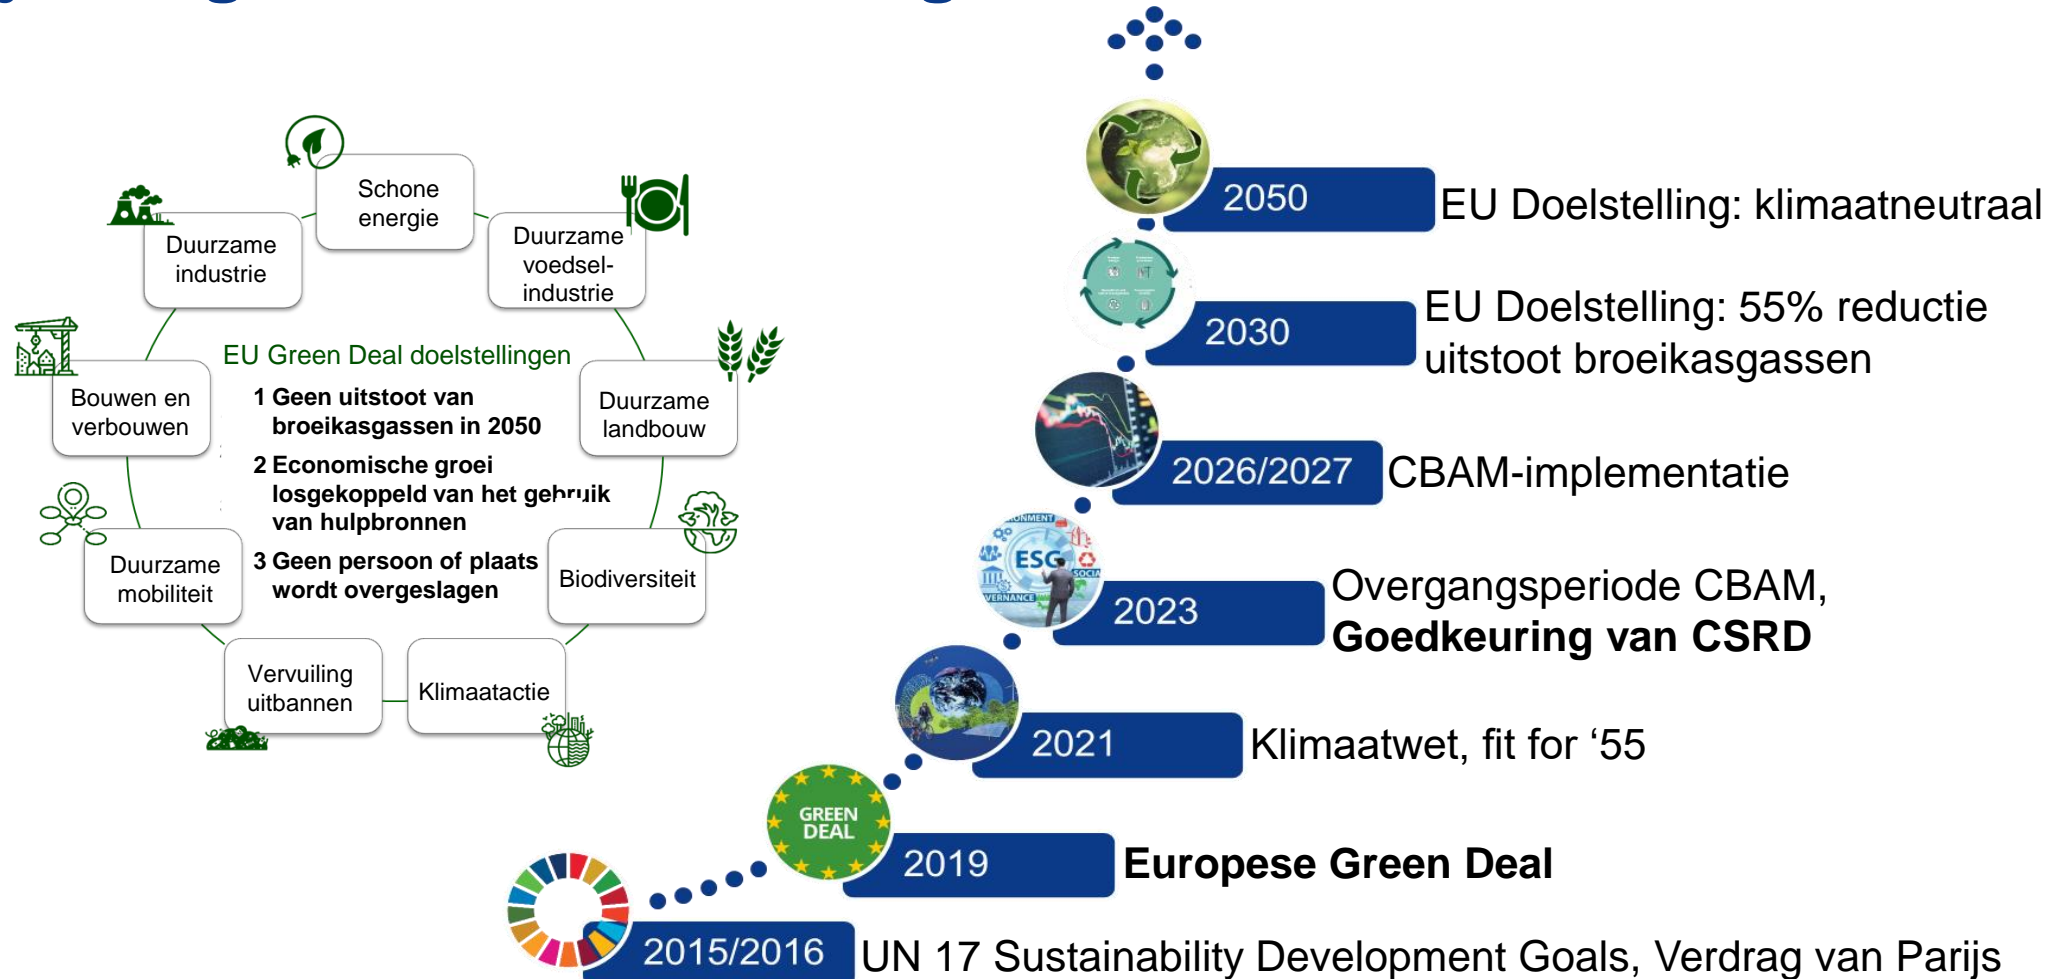 Schone
energie
Duurzame
industrie
Duurzame
voedsel-
industrie
Bouwen en
verbouwen
Duurzame
landbouw
Duurzame
mobiliteit
Biodiversiteit
Vervuiling
uitbannen
Klimaatactie
EU Green Deal doelstellingen
1 Geen uitstoot van
broeikasgassen in 2050
2 Economische groei
losgekoppeld van het gebruik
van hulpbronnen
3 Geen persoon of plaats
wordt overgeslagen
2050
EU Doelstelling: klimaatneutraal
2030
EU Doelstelling: 55% reductie
uitstoot broeikasgassen
2026/2027
CBAM-implementatie
ESG
SOCIA
VERNANCE
2023
Overgangsperiode CBAM,
Goedkeuring van CSRD
2021
Klimaatwet, fit for ‘55
GREEN
DEAL
2019
Europese Green Deal
2015/2016
UN 17 Sustainability Development Goals, Verdrag van Parijs